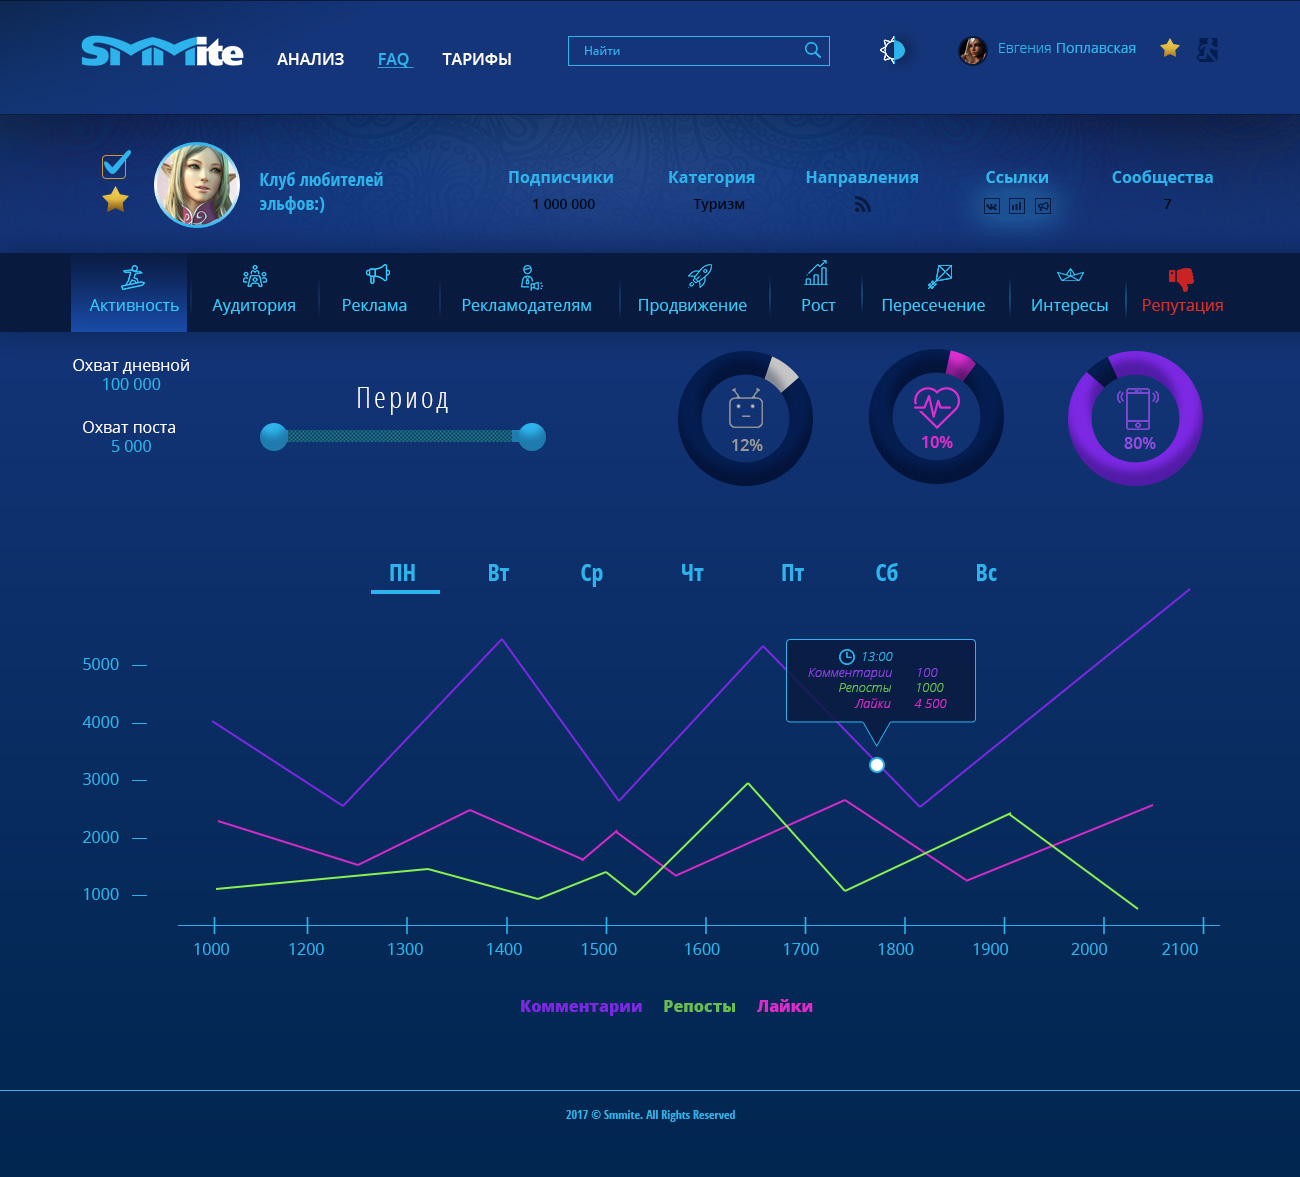 Smmite
АНАЛИЗ FAQ ТАРИФЫ
Найти
Евгения Поплавская
Клуб любителей
эльфов:)
Подписчики Категория Направления Ссылки Сообщества
1 000 000 Туризм 7
Активность Аудитория Реклама Рекламодателям Продвижение Рост Пересечение Интересы Репутация
Охват дневной
100 000
Охват поста
5 000
Период
12%
10%
80%
ПН Вт Ср Чт Пт Сб Вс
13:00
Комментарии 100
Репосты 1000
Лайки 4 500
5000
4000
3000
2000
1000
1000 1200 1300 1400 1500 1600 1700 1800 1900 2000 2100
Комментарии Репосты Лайки
2017 © Smmite. All Rights Reserved